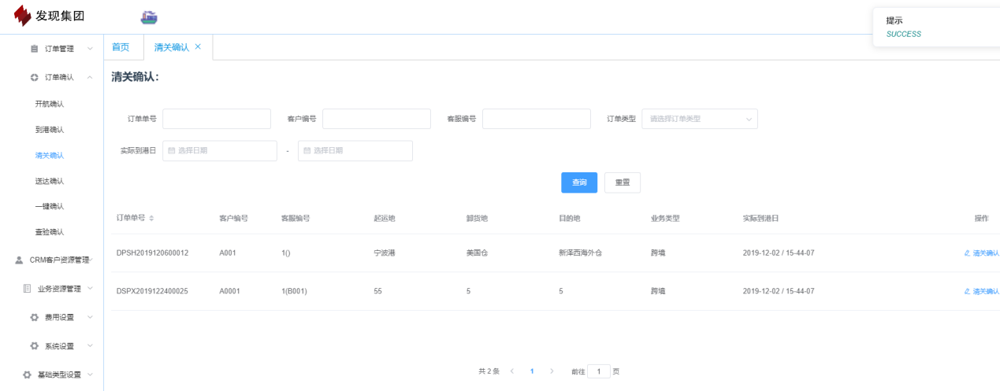 发现集团
提示
SUCCESS
订单管理
首页 清关确认 ×
订单确认
清关确认：
开航确认
订单单号 客户编号 客服编号 订单类型 请选择订单类型
到港确认
实际到港日 选择日期 - 选择日期
清关确认
送达确认
查询 重置
一键确认
订单单号 客户编号 客服编号 起运地 卸货地 目的地 业务类型 实际到港日 操作
查验确认
DPSH2019120600012 A001 1() 宁波港 美国仓 新泽西海外仓 跨境 2019-12-02 / 15-44-07 清关确认
CRM客户资源管理
业务资源管理
DSPX2019122400025 A0001 1(B001) 55 5 5 跨境 2019-12-02 / 15-44-07 清关确认
费用设置
系统设置
共 2 条 < 1 > 前往 1 页
基础类型设置